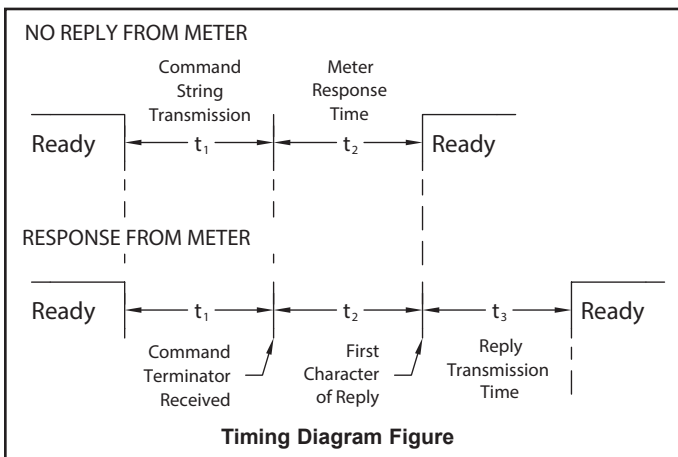 NO REPLY FROM METER
Command
String
Transmission
Meter
Response
Time
Ready
t₁
t₂
Ready
RESPONSE FROM METER
Ready
t₁
t₂
t₃
Ready
Command
Terminator
Received
First
Character
of Reply
Reply
Transmission
Time
Timing Diagram Figure